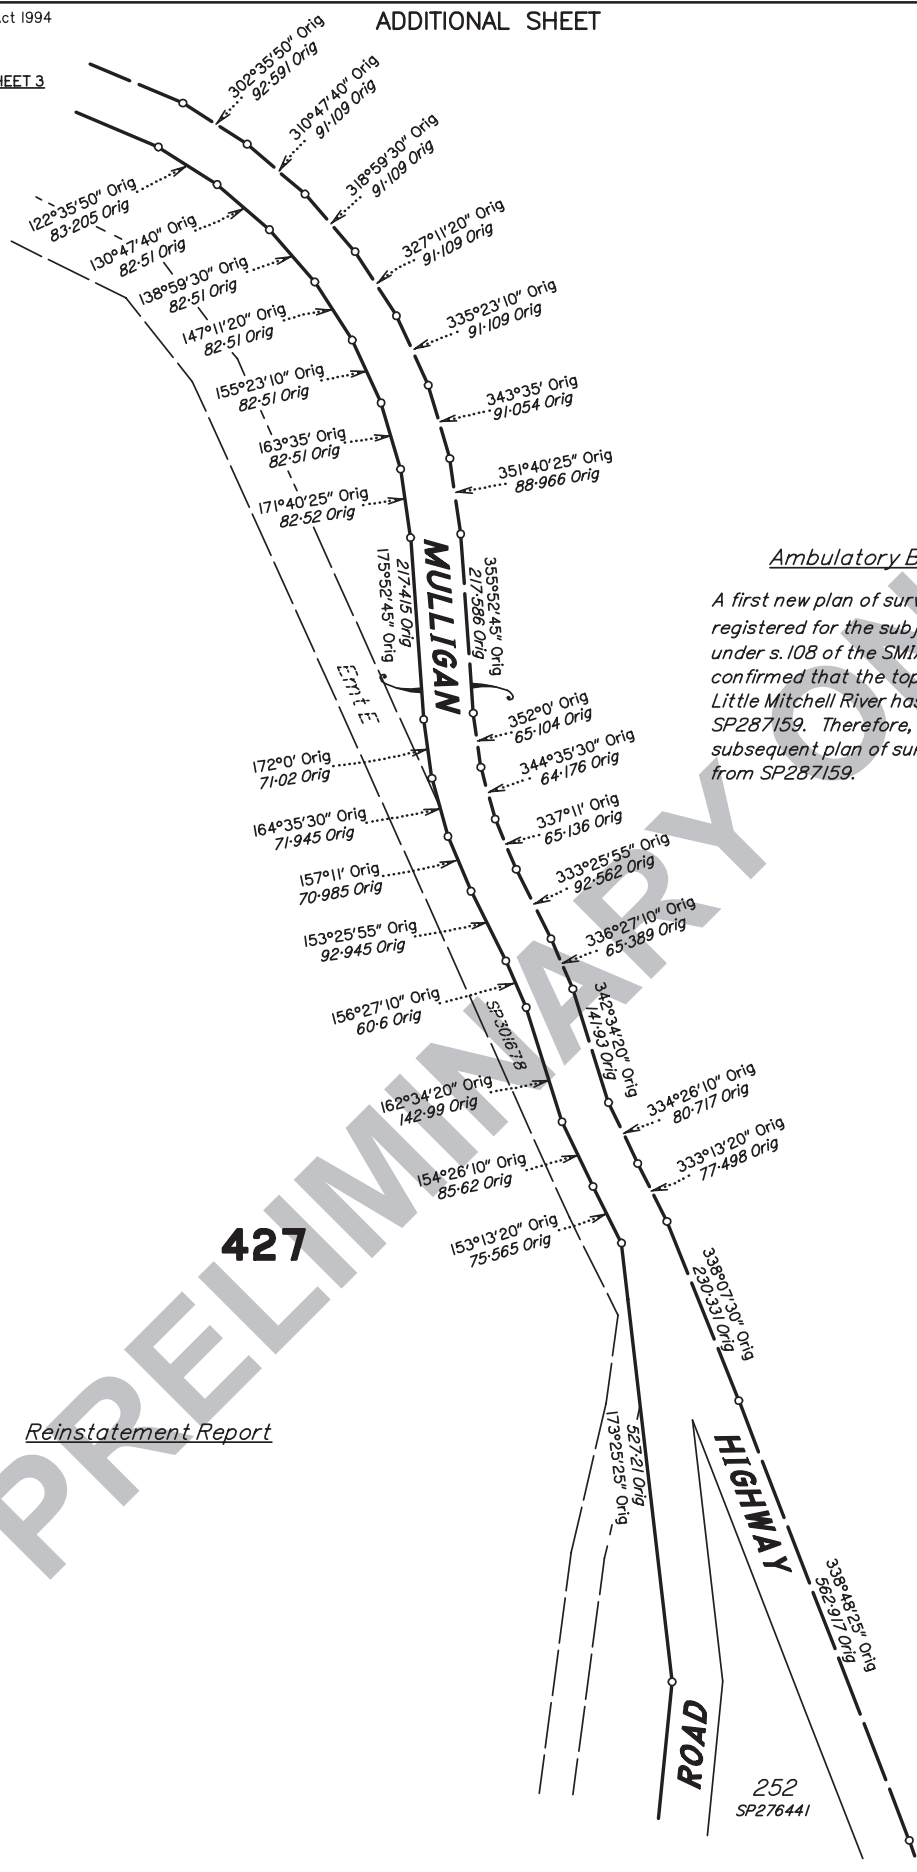 Act 1994
ADDITIONAL SHEET
SHEET 3
302°35'50" Orig
92·591 Orig
310°47'40" Orig
91·109 Orig
318°59'30" Orig
91·109 Orig
327°11'20" Orig
91·109 Orig
335°23'10" Orig
91·109 Orig
343°35' Orig
91·054 Orig
351°40'25" Orig
88·966 Orig
122°35'50" Orig
83·205 Orig
130°47'40" Orig
82·51 Orig
138°59'30" Orig
82·51 Orig
147°11'20" Orig
82·51 Orig
155°23'10" Orig
82·51 Orig
163°35' Orig
82·51 Orig
171°40'25" Orig
82·52 Orig
217·415 Orig
175°52'45" Orig
MULLIGAN
355°52'45" Orig
217·586 Orig
Ambulatory B
A first new plan of surv
registered for the subj
under s.108 of the SMI
confirmed that the top
Little Mitchell River has
SP287159. Therefore,
subsequent plan of sur
from SP287159.
Emt E
352°0' Orig
65·104 Orig
344°35'30" Orig
64·176 Orig
337°11' Orig
65·136 Orig
333°25'55" Orig
92·562 Orig
336°27'10" Orig
65·389 Orig
342°34'20" Orig
141·93 Orig
334°26'10" Orig
80·717 Orig
333°13'20" Orig
77·498 Orig
172°0' Orig
71·02 Orig
164°35'30" Orig
71·945 Orig
157°11' Orig
70·985 Orig
153°25'55" Orig
92·945 Orig
156°27'10" Orig
60·6 Orig
SP301678
162°34'20" Orig
142·99 Orig
154°26'10" Orig
85·62 Orig
153°13'20" Orig
75·565 Orig
427
338°07'30" Orig
230·331 Orig
Reinstatement Report
527·21 Orig
173°25'25" Orig
HIGHWAY
338°48'25" Orig
562·917 Orig
ROAD
252
SP276441
PRELIMINARY ON